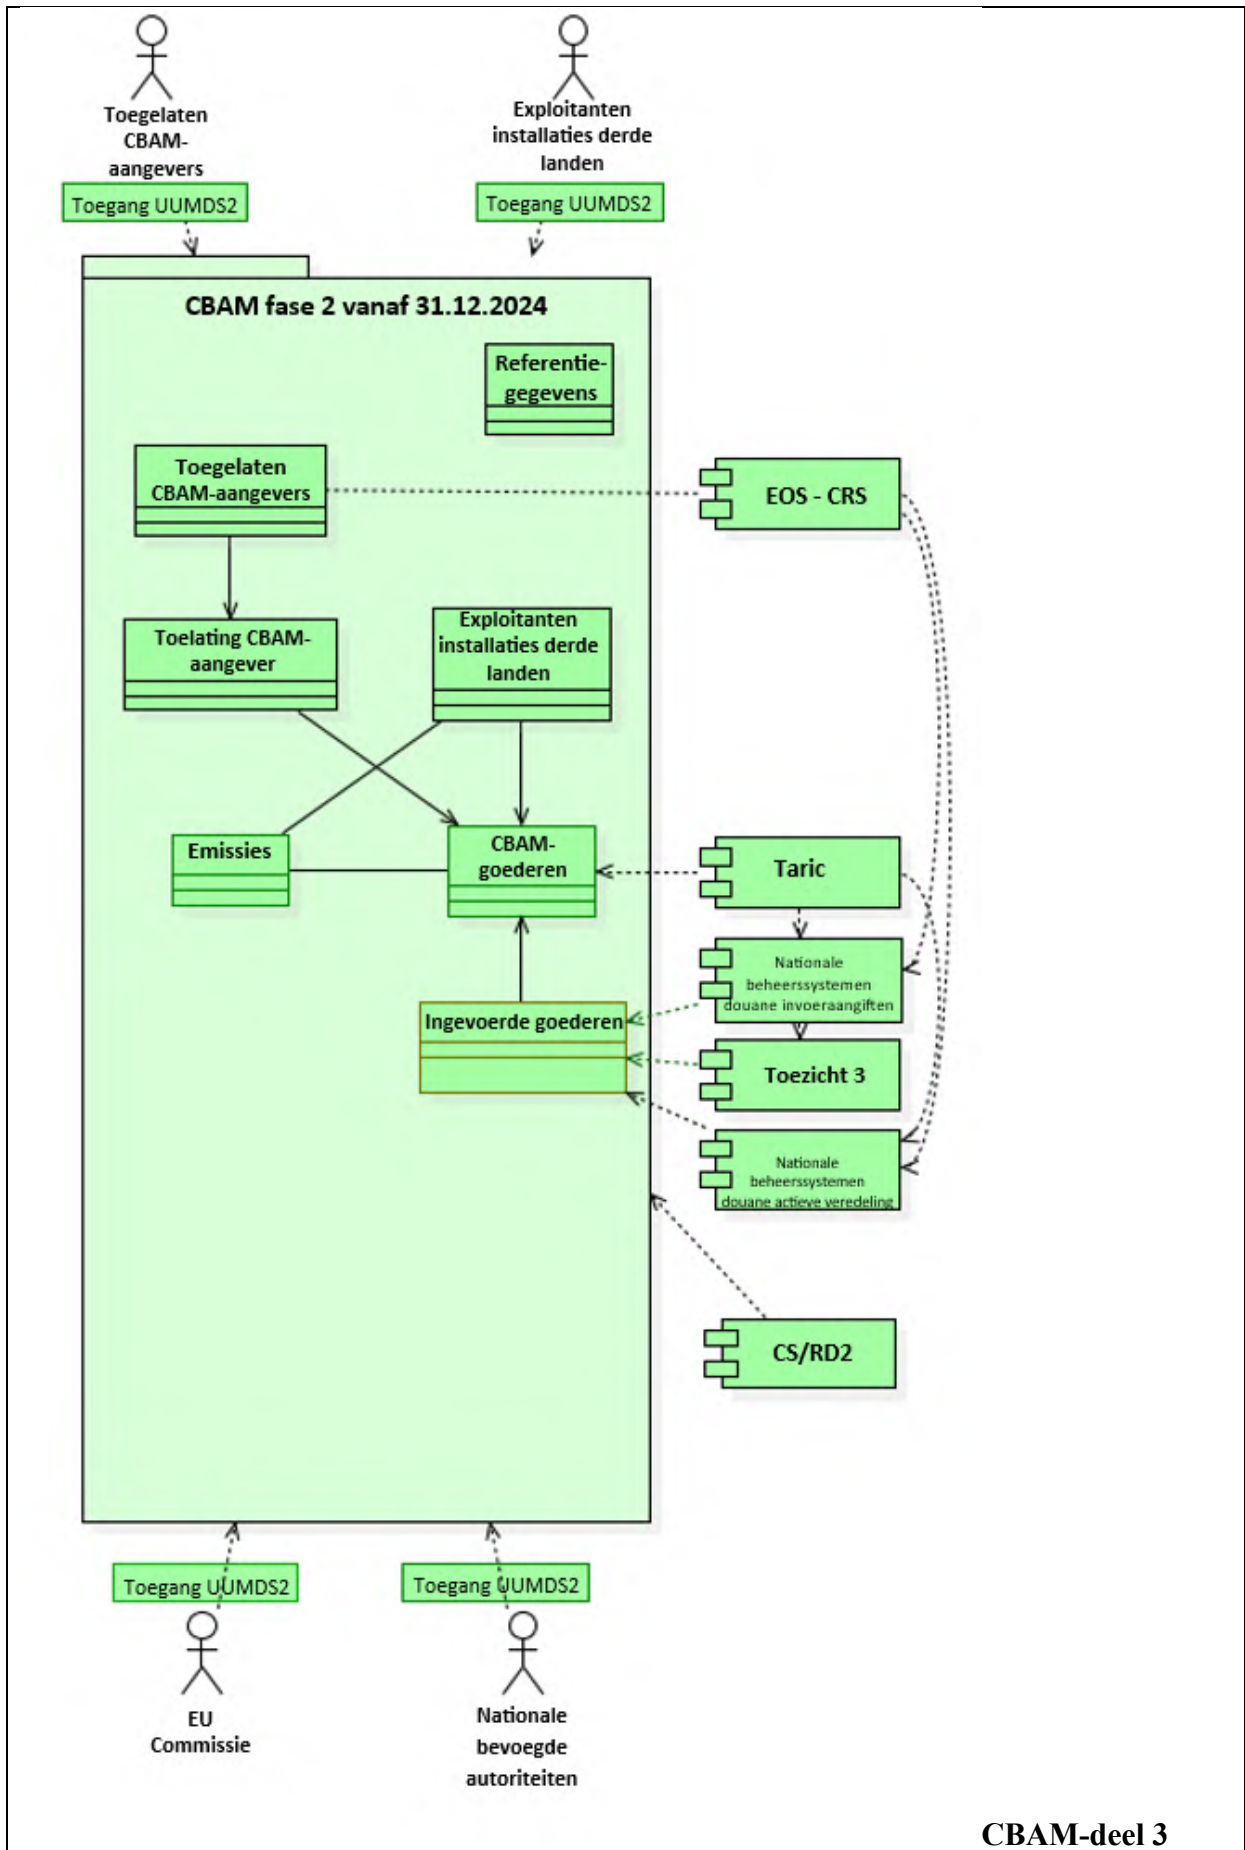 Toegelaten
CBAM-
aangevers
Exploitanten
installaties derde
landen
Toegang UUMDS2
Toegang UUMDS2
CBAM fase 2 vanaf 31.12.2024
Referentie-
gegevens
Toegelaten
CBAM-aangevers
EOS - CRS
Toelating CBAM-
aangever
Exploitanten
installaties derde
landen
Emissies
CBAM-
goederen
Taric
Nationale
beheerssystemen
douane invoeraangiften
Ingevoerde goederen
Toezicht 3
Nationale
beheerssystemen
douane actieve veredeling
CS/RD2
Toegang UUMDS2
Toegang UUMDS2
EU
Commissie
Nationale
bevoegde
autoriteiten
CBAM-deel 3